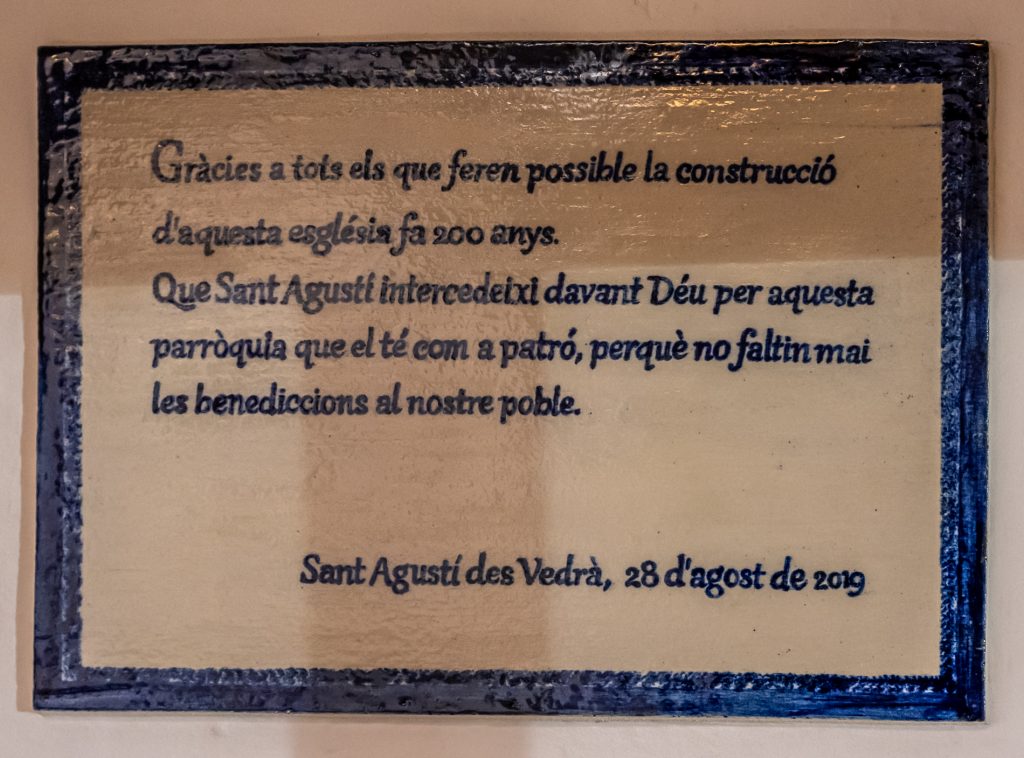 Gràcies a tots els que feren possible la construcció
d'aquesta església fa 200 anys.
Que Sant Agustí intercedeixi davant Déu per aquesta
parròquia que el té com a patró, perquè no faltin mai
les benediccions al nostre poble.
Sant Agustí des Vedrà, 28 d'agost de 2019